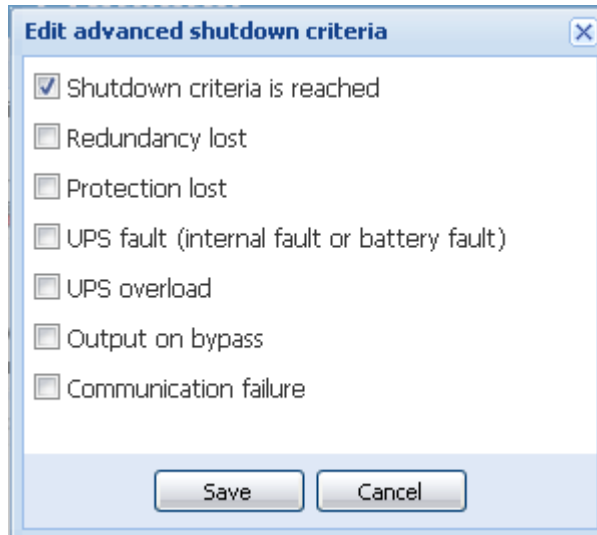 Edit advanced shutdown criteria
Shutdown criteria is reached
Redundancy lost
Protection lost
UPS fault (internal fault or battery fault)
UPS overload
Output on bypass
Communication failure
Save Cancel